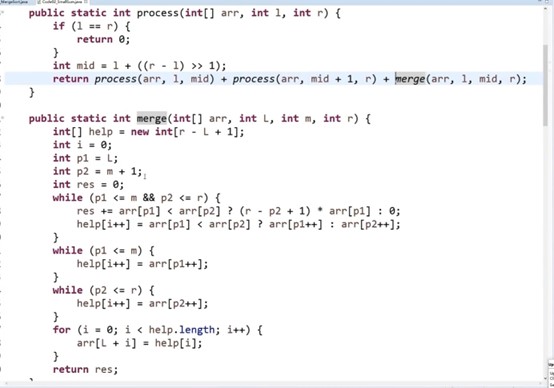 MergeSort.java Code02_SmallSum.java
public static int process(int[] arr, int l, int r) {
if (l == r) {
return 0;
}
int mid = l + ((r - l) >> 1);
return process(arr, l, mid) + process(arr, mid + 1, r) + merge(arr, l, mid, r);
}
public static int merge(int[] arr, int L, int m, int r) {
int[] help = new int[r - L + 1];
int i = 0;
int p1 = L;
int p2 = m + 1;
int res = 0;
while (p1 <= m && p2 <= r) {
res += arr[p1] < arr[p2] ? (r - p2 + 1) * arr[p1] : 0;
help[i++] = arr[p1] < arr[p2] ? arr[p1++] : arr[p2++];
}
while (p1 <= m) {
help[i++] = arr[p1++];
}
while (p2 <= r) {
help[i++] = arr[p2++];
}
for (i = 0; i < help.length; i++) {
arr[L + i] = help[i];
}
return res;
}